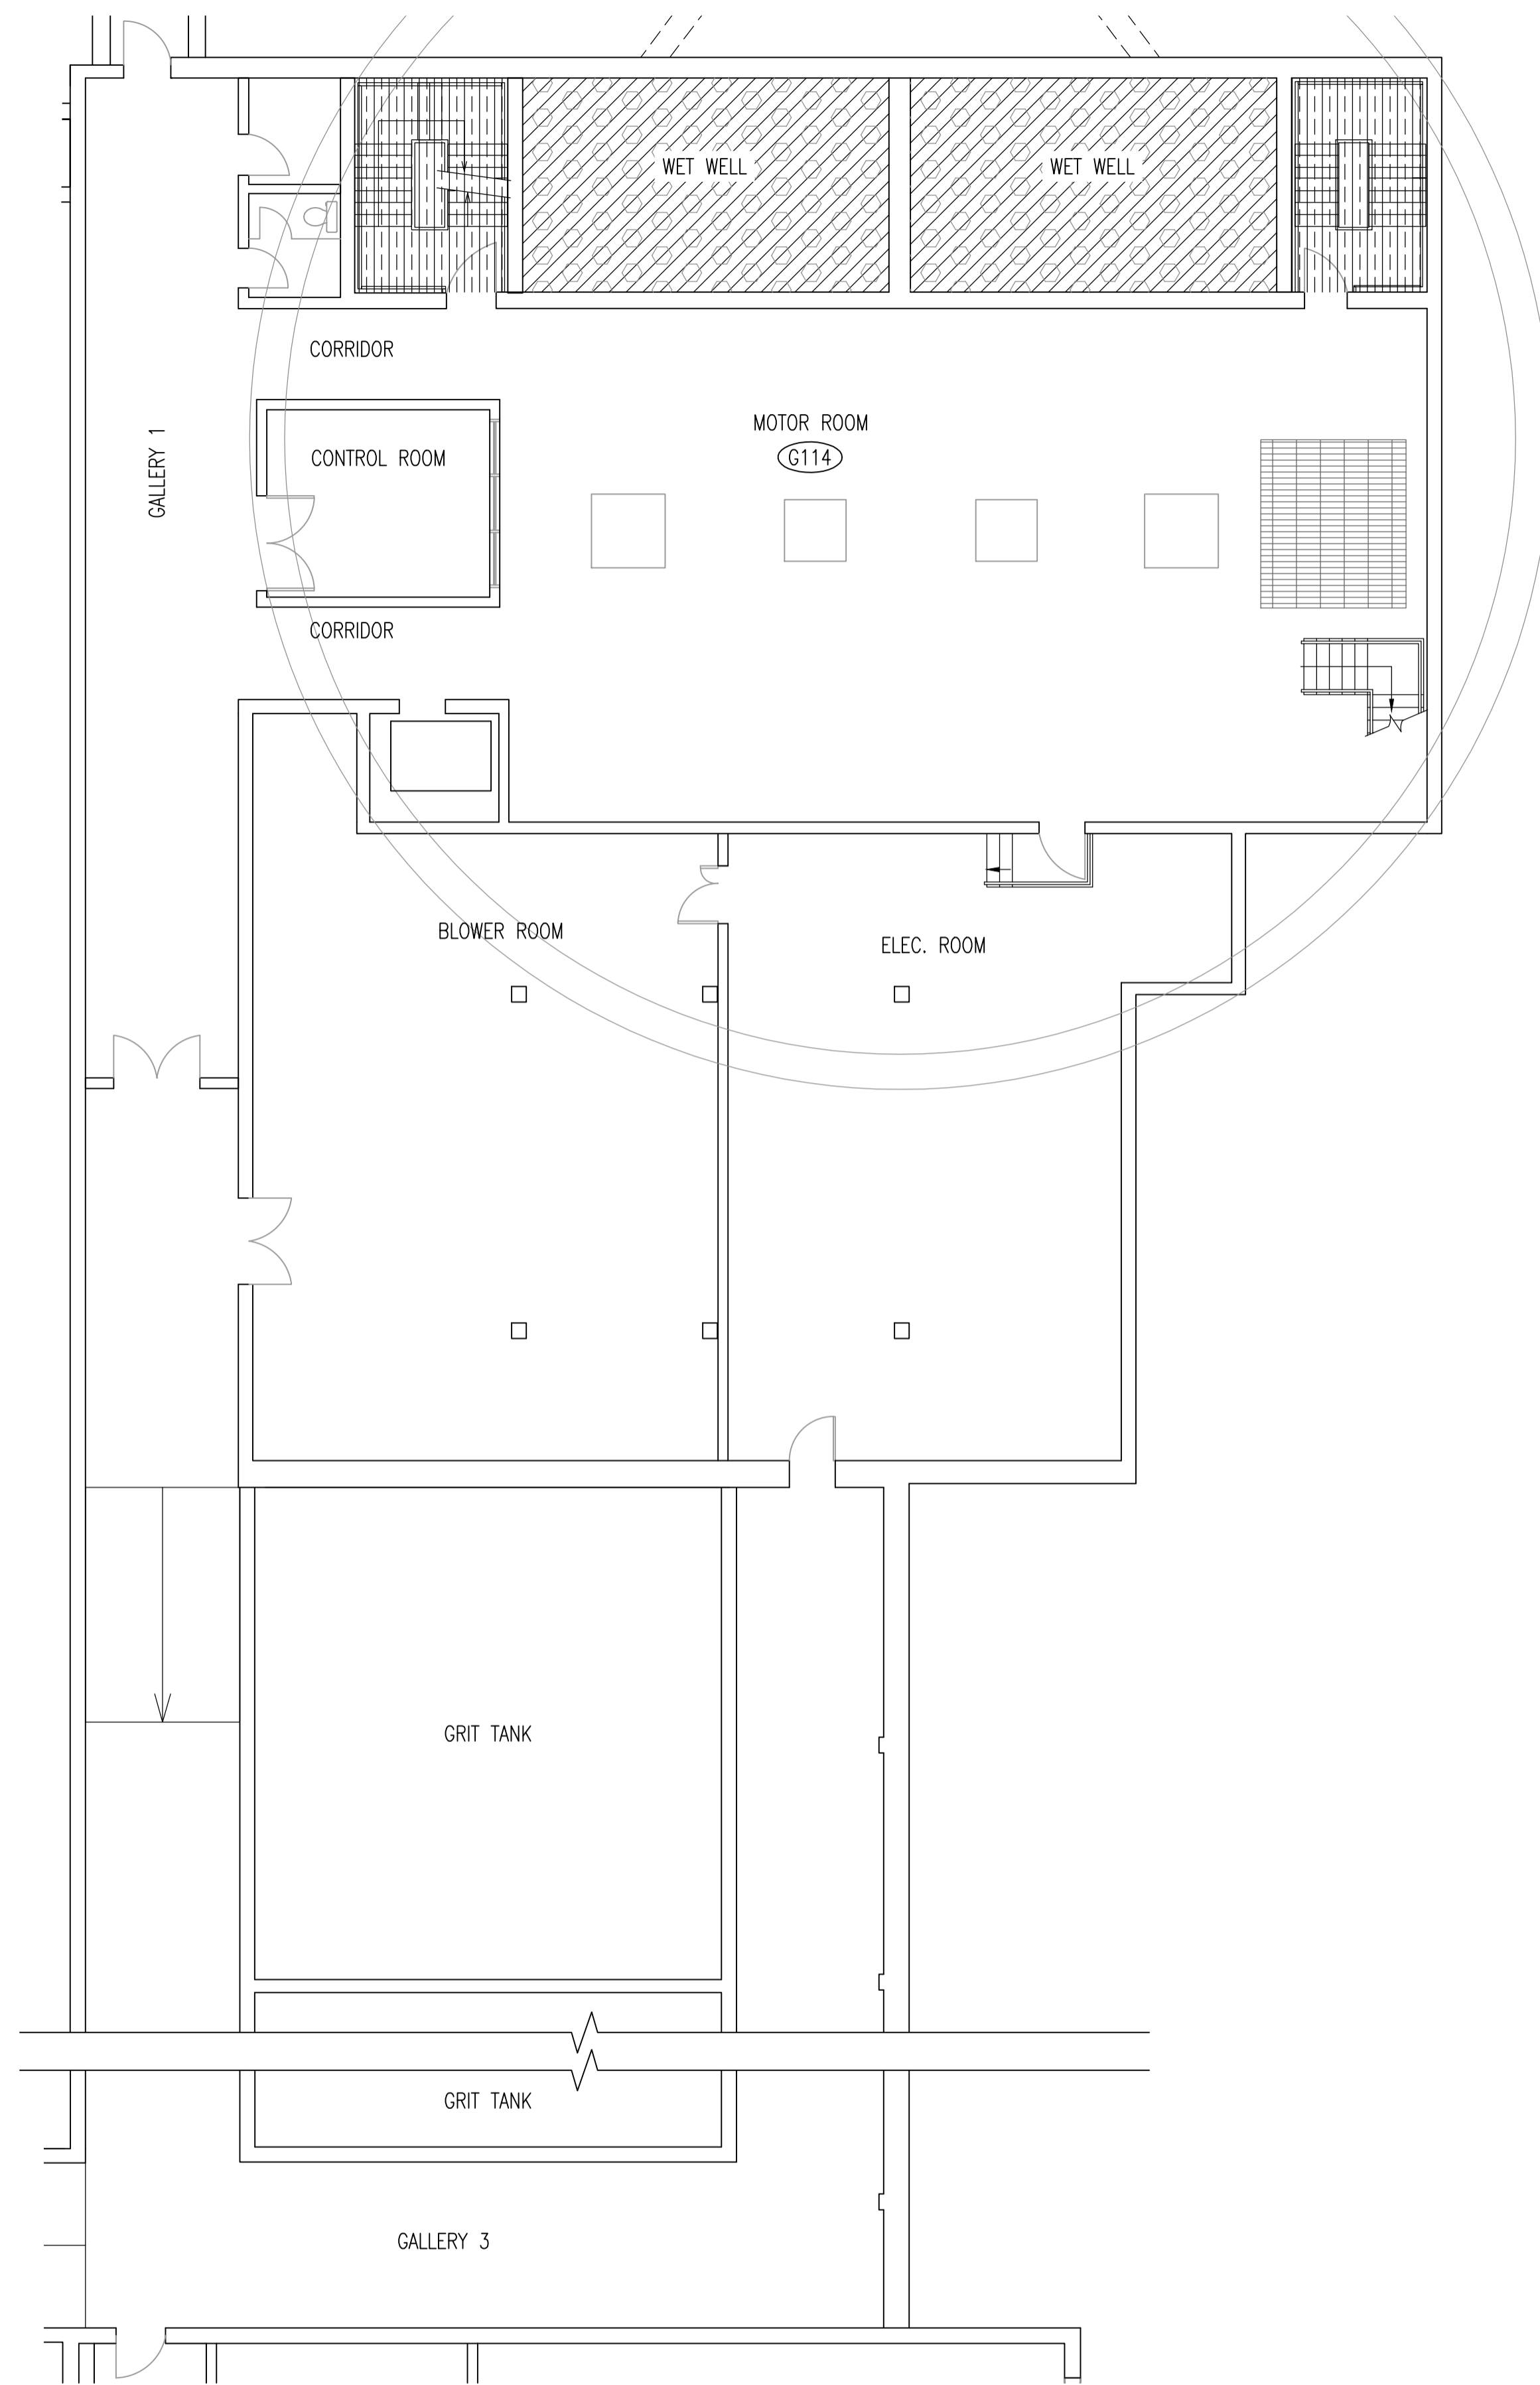 WET WELL
WET WELL
CORRIDOR
MOTOR ROOM
G114
GALLERY 1
CONTROL ROOM
CORRIDOR
BLOWER ROOM
ELEC. ROOM
GRIT TANK
GRIT TANK
GALLERY 3